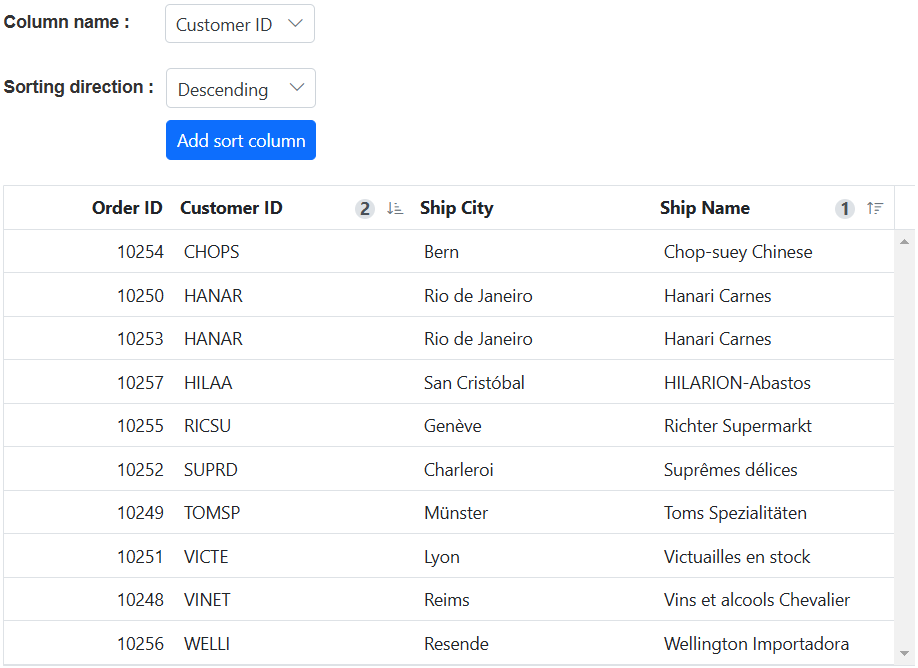 Column name : Customer ID
Sorting direction : Descending
Add sort column
Order ID Customer ID 2 Ship City Ship Name 1
10254 CHOPS Bern Chop-suey Chinese
10250 HANAR Rio de Janeiro Hanari Carnes
10253 HANAR Rio de Janeiro Hanari Carnes
10257 HILAA San Cristóbal HILARION-Abastos
10255 RICSU Genève Richter Supermarkt
10252 SUPRD Charleroi Suprêmes délices
10249 TOMSP Münster Toms Spezialitäten
10251 VICTE Lyon Victuailles en stock
10248 VINET Reims Vins et alcools Chevalier
10256 WELLI Resende Wellington Importadora